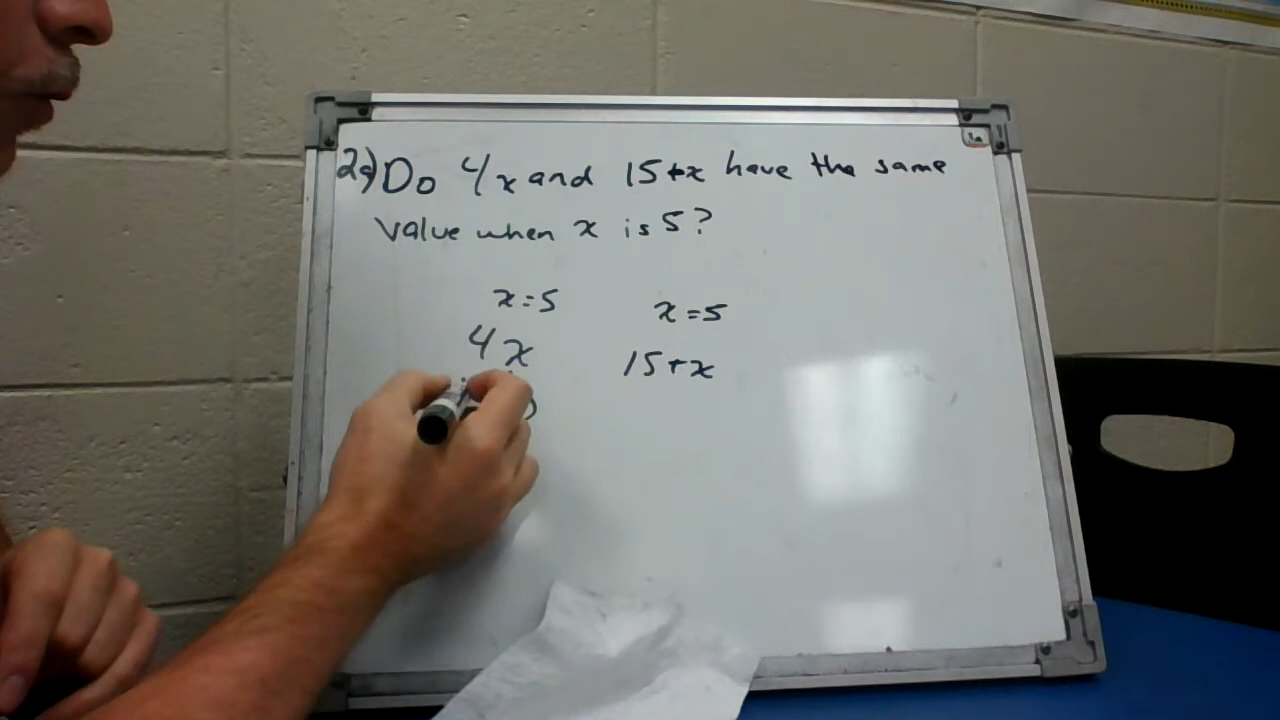 2a) Do 4x and 15+x have the same
value when x is 5?
x=5 x=5
4x 15+x